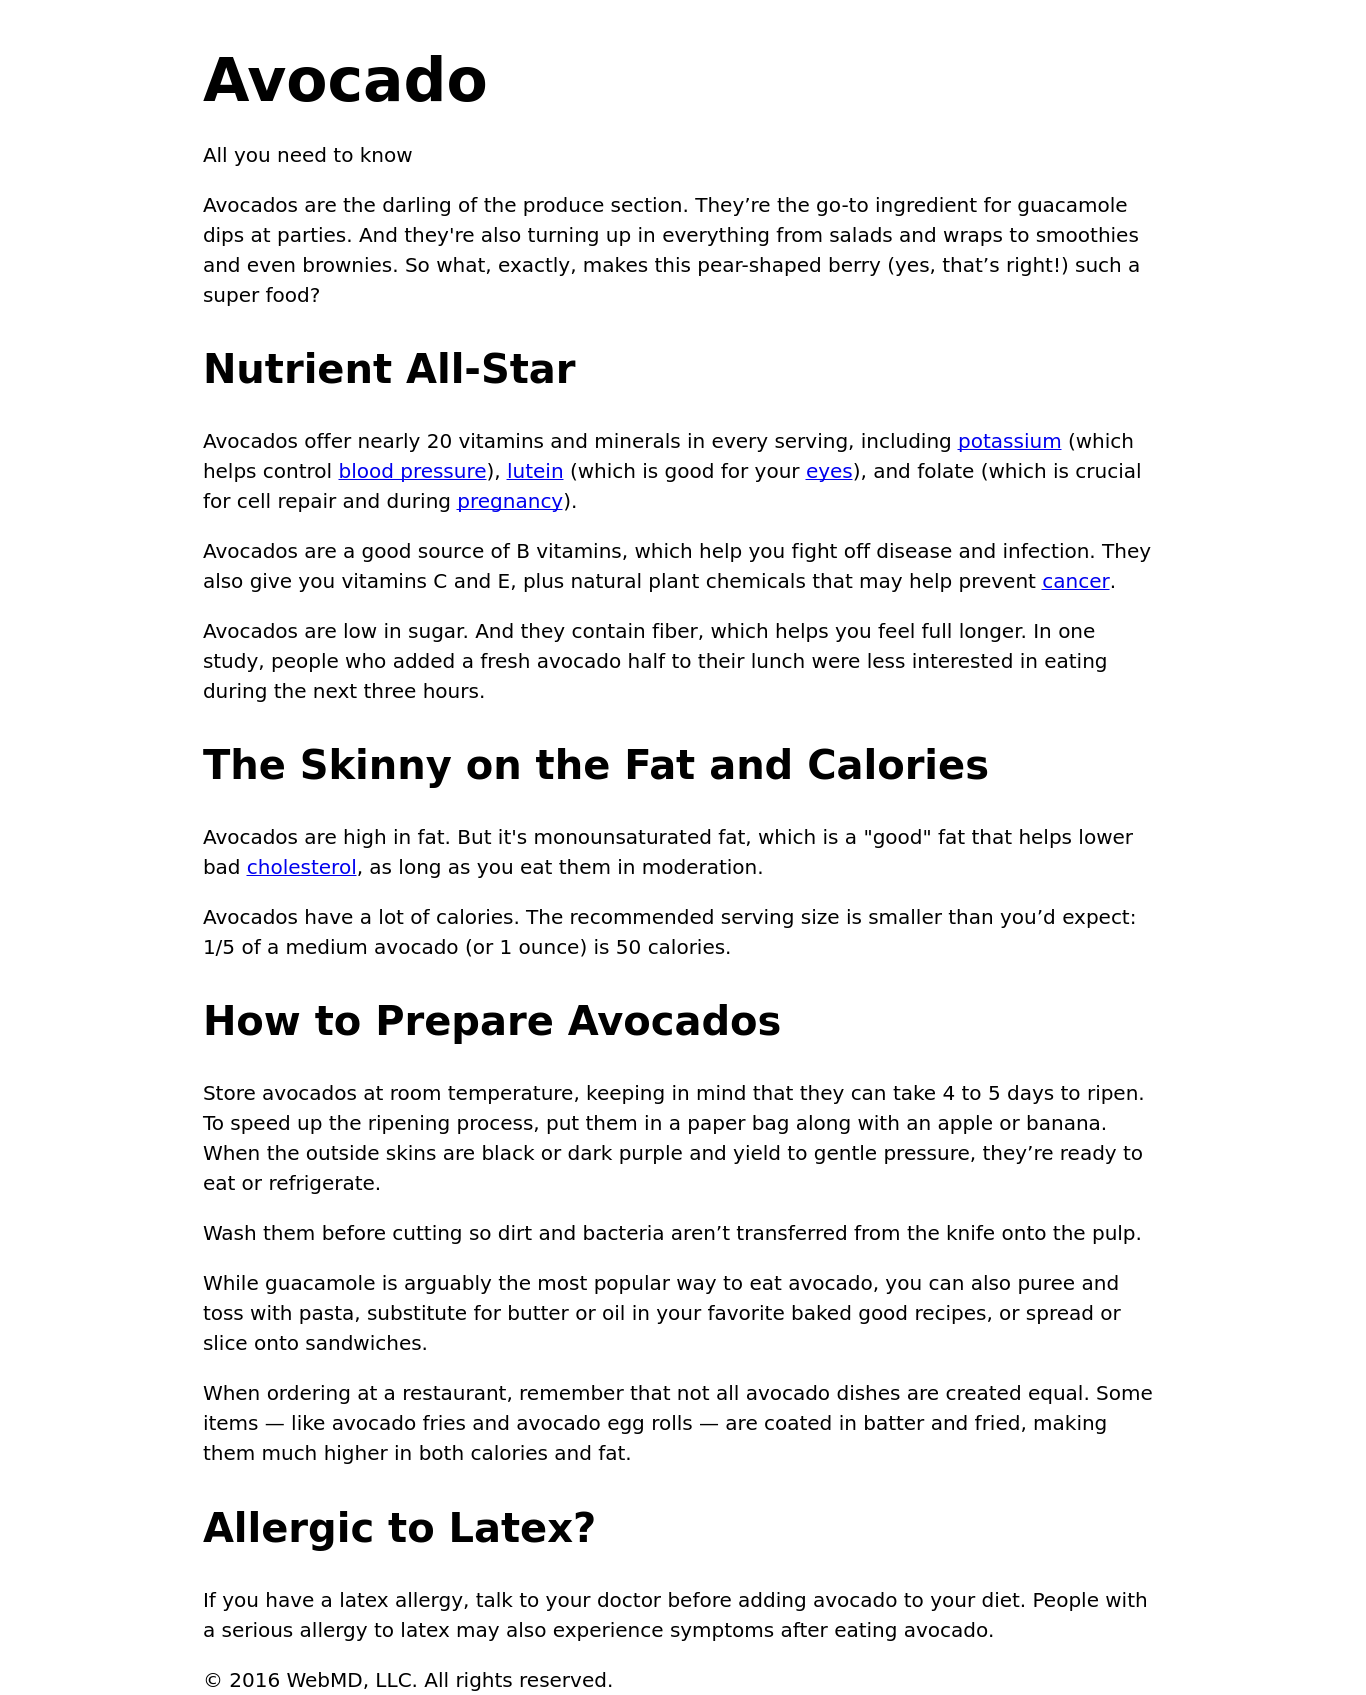 Avocado
All you need to know
Avocados are the darling of the produce section. They’re the go-to ingredient for guacamole
dips at parties. And they're also turning up in everything from salads and wraps to smoothies
and even brownies. So what, exactly, makes this pear-shaped berry (yes, that’s right!) such a
super food?
Nutrient All-Star
Avocados offer nearly 20 vitamins and minerals in every serving, including potassium (which
helps control blood pressure), lutein (which is good for your eyes), and folate (which is crucial
for cell repair and during pregnancy).
Avocados are a good source of B vitamins, which help you fight off disease and infection. They
also give you vitamins C and E, plus natural plant chemicals that may help prevent cancer.
Avocados are low in sugar. And they contain fiber, which helps you feel full longer. In one
study, people who added a fresh avocado half to their lunch were less interested in eating
during the next three hours.
The Skinny on the Fat and Calories
Avocados are high in fat. But it's monounsaturated fat, which is a "good" fat that helps lower
bad cholesterol, as long as you eat them in moderation.
Avocados have a lot of calories. The recommended serving size is smaller than you’d expect:
1/5 of a medium avocado (or 1 ounce) is 50 calories.
How to Prepare Avocados
Store avocados at room temperature, keeping in mind that they can take 4 to 5 days to ripen.
To speed up the ripening process, put them in a paper bag along with an apple or banana.
When the outside skins are black or dark purple and yield to gentle pressure, they’re ready to
eat or refrigerate.
Wash them before cutting so dirt and bacteria aren’t transferred from the knife onto the pulp.
While guacamole is arguably the most popular way to eat avocado, you can also puree and
toss with pasta, substitute for butter or oil in your favorite baked good recipes, or spread or
slice onto sandwiches.
When ordering at a restaurant, remember that not all avocado dishes are created equal. Some
items — like avocado fries and avocado egg rolls — are coated in batter and fried, making
them much higher in both calories and fat.
Allergic to Latex?
If you have a latex allergy, talk to your doctor before adding avocado to your diet. People with
a serious allergy to latex may also experience symptoms after eating avocado.
© 2016 WebMD, LLC. All rights reserved.